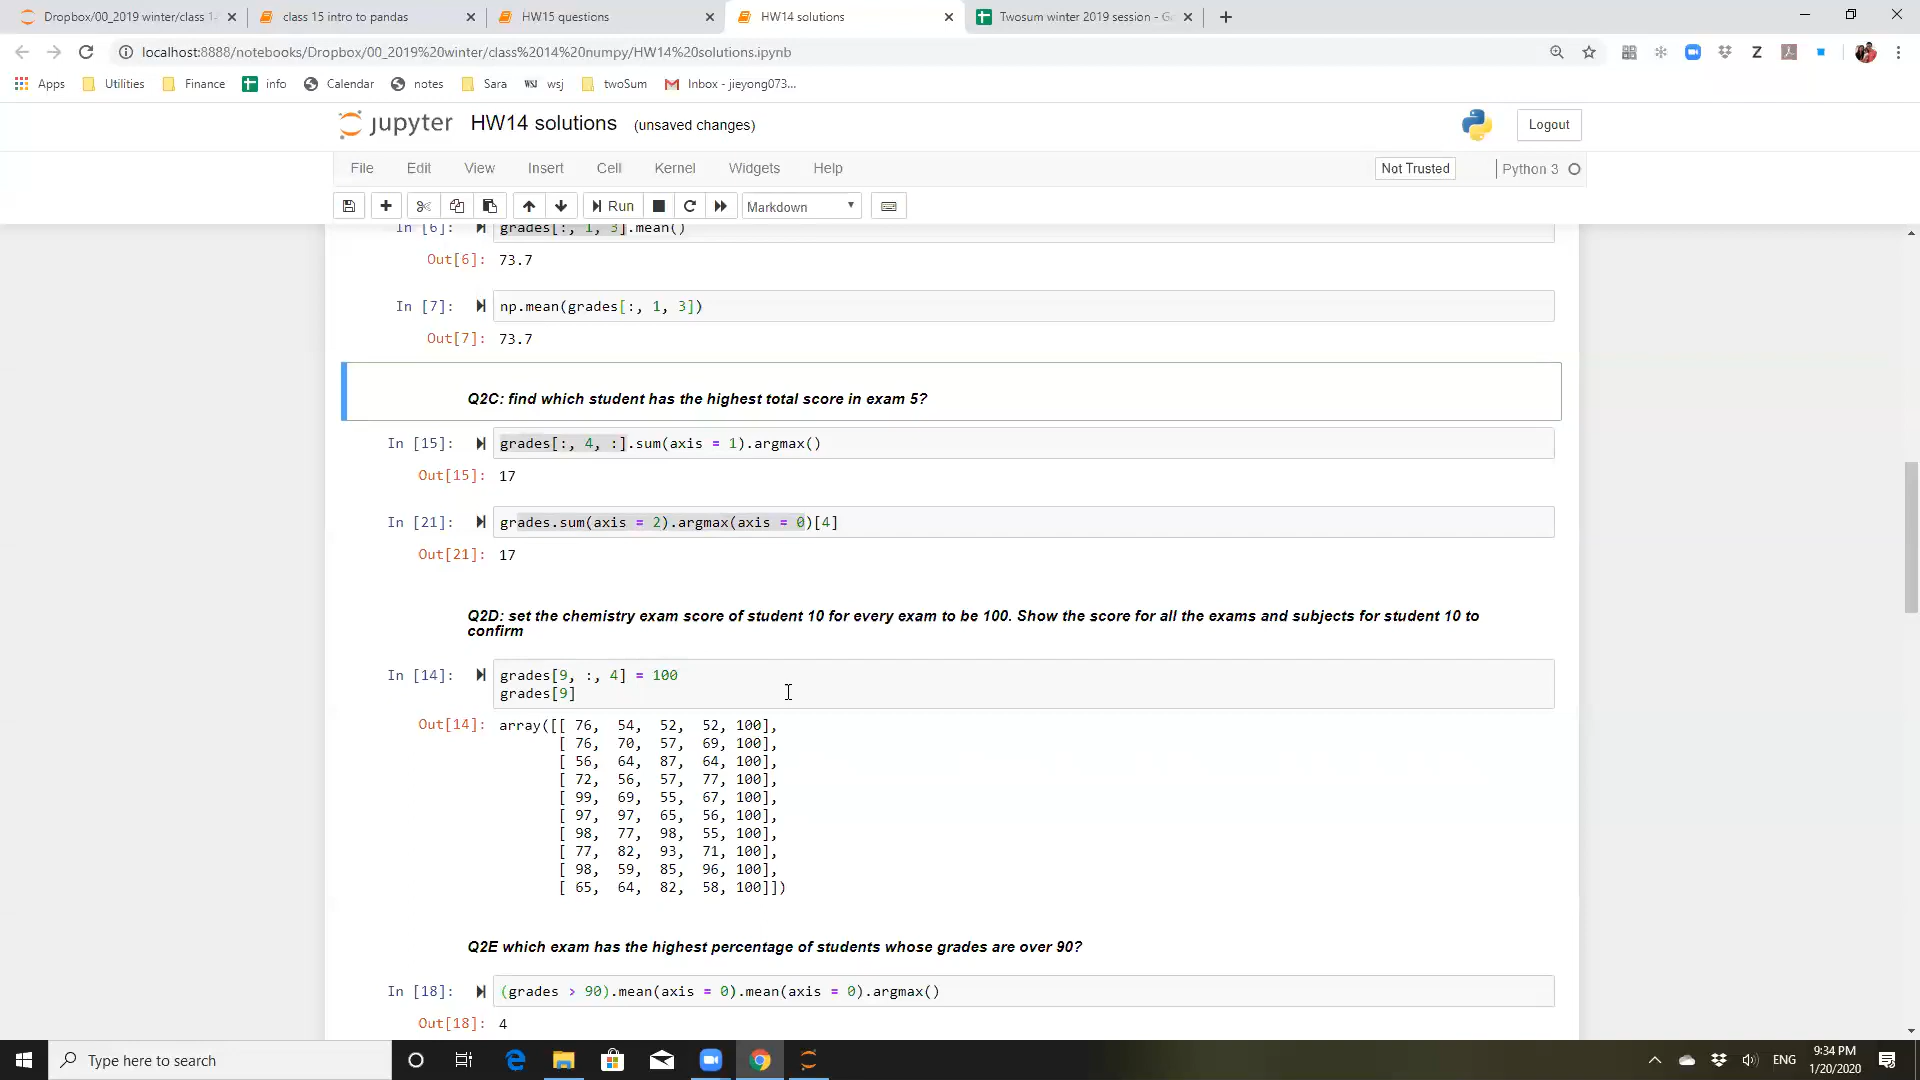 Dropbox/00_2019 winter/class 1
class 15 intro to pandas
HW15 questions
HW14 solutions
Twosum winter 2019 session - G
localhost:8888/notebooks/Dropbox/00_2019%20winter/class%2014%20numpy/HW14%20solutions.ipynb
Apps Utilities Finance info Calendar notes Sara wsj twoSum Inbox - jieyong073...
jupyter HW14 solutions (unsaved changes) Logout
File Edit View Insert Cell Kernel Widgets Help Not Trusted Python 3
Run Markdown
In [6]: grades[:, 1, 3].mean()
Out[6]: 73.7
In [7]: np.mean(grades[:, 1, 3])
Out[7]: 73.7
Q2C: find which student has the highest total score in exam 5?
In [15]: grades[:, 4, :].sum(axis = 1).argmax()
Out[15]: 17
In [21]: grades.sum(axis = 2).argmax(axis = 0)[4]
Out[21]: 17
Q2D: set the chemistry exam score of student 10 for every exam to be 100. Show the score for all the exams and subjects for student 10 to
confirm
In [14]: grades[9, :, 4] = 100
grades[9]
Out[14]: array([[ 76, 54, 52, 52, 100],
[ 76, 70, 57, 69, 100],
[ 56, 64, 87, 64, 100],
[ 72, 56, 57, 77, 100],
[ 99, 69, 55, 67, 100],
[ 97, 97, 65, 56, 100],
[ 98, 77, 98, 55, 100],
[ 77, 82, 93, 71, 100],
[ 98, 59, 85, 96, 100],
[ 65, 64, 82, 58, 100]])
Q2E which exam has the highest percentage of students whose grades are over 90?
In [18]: (grades > 90).mean(axis = 0).mean(axis = 0).argmax()
Out[18]: 4
Type here to search
ENG
9:34 PM
1/20/2020